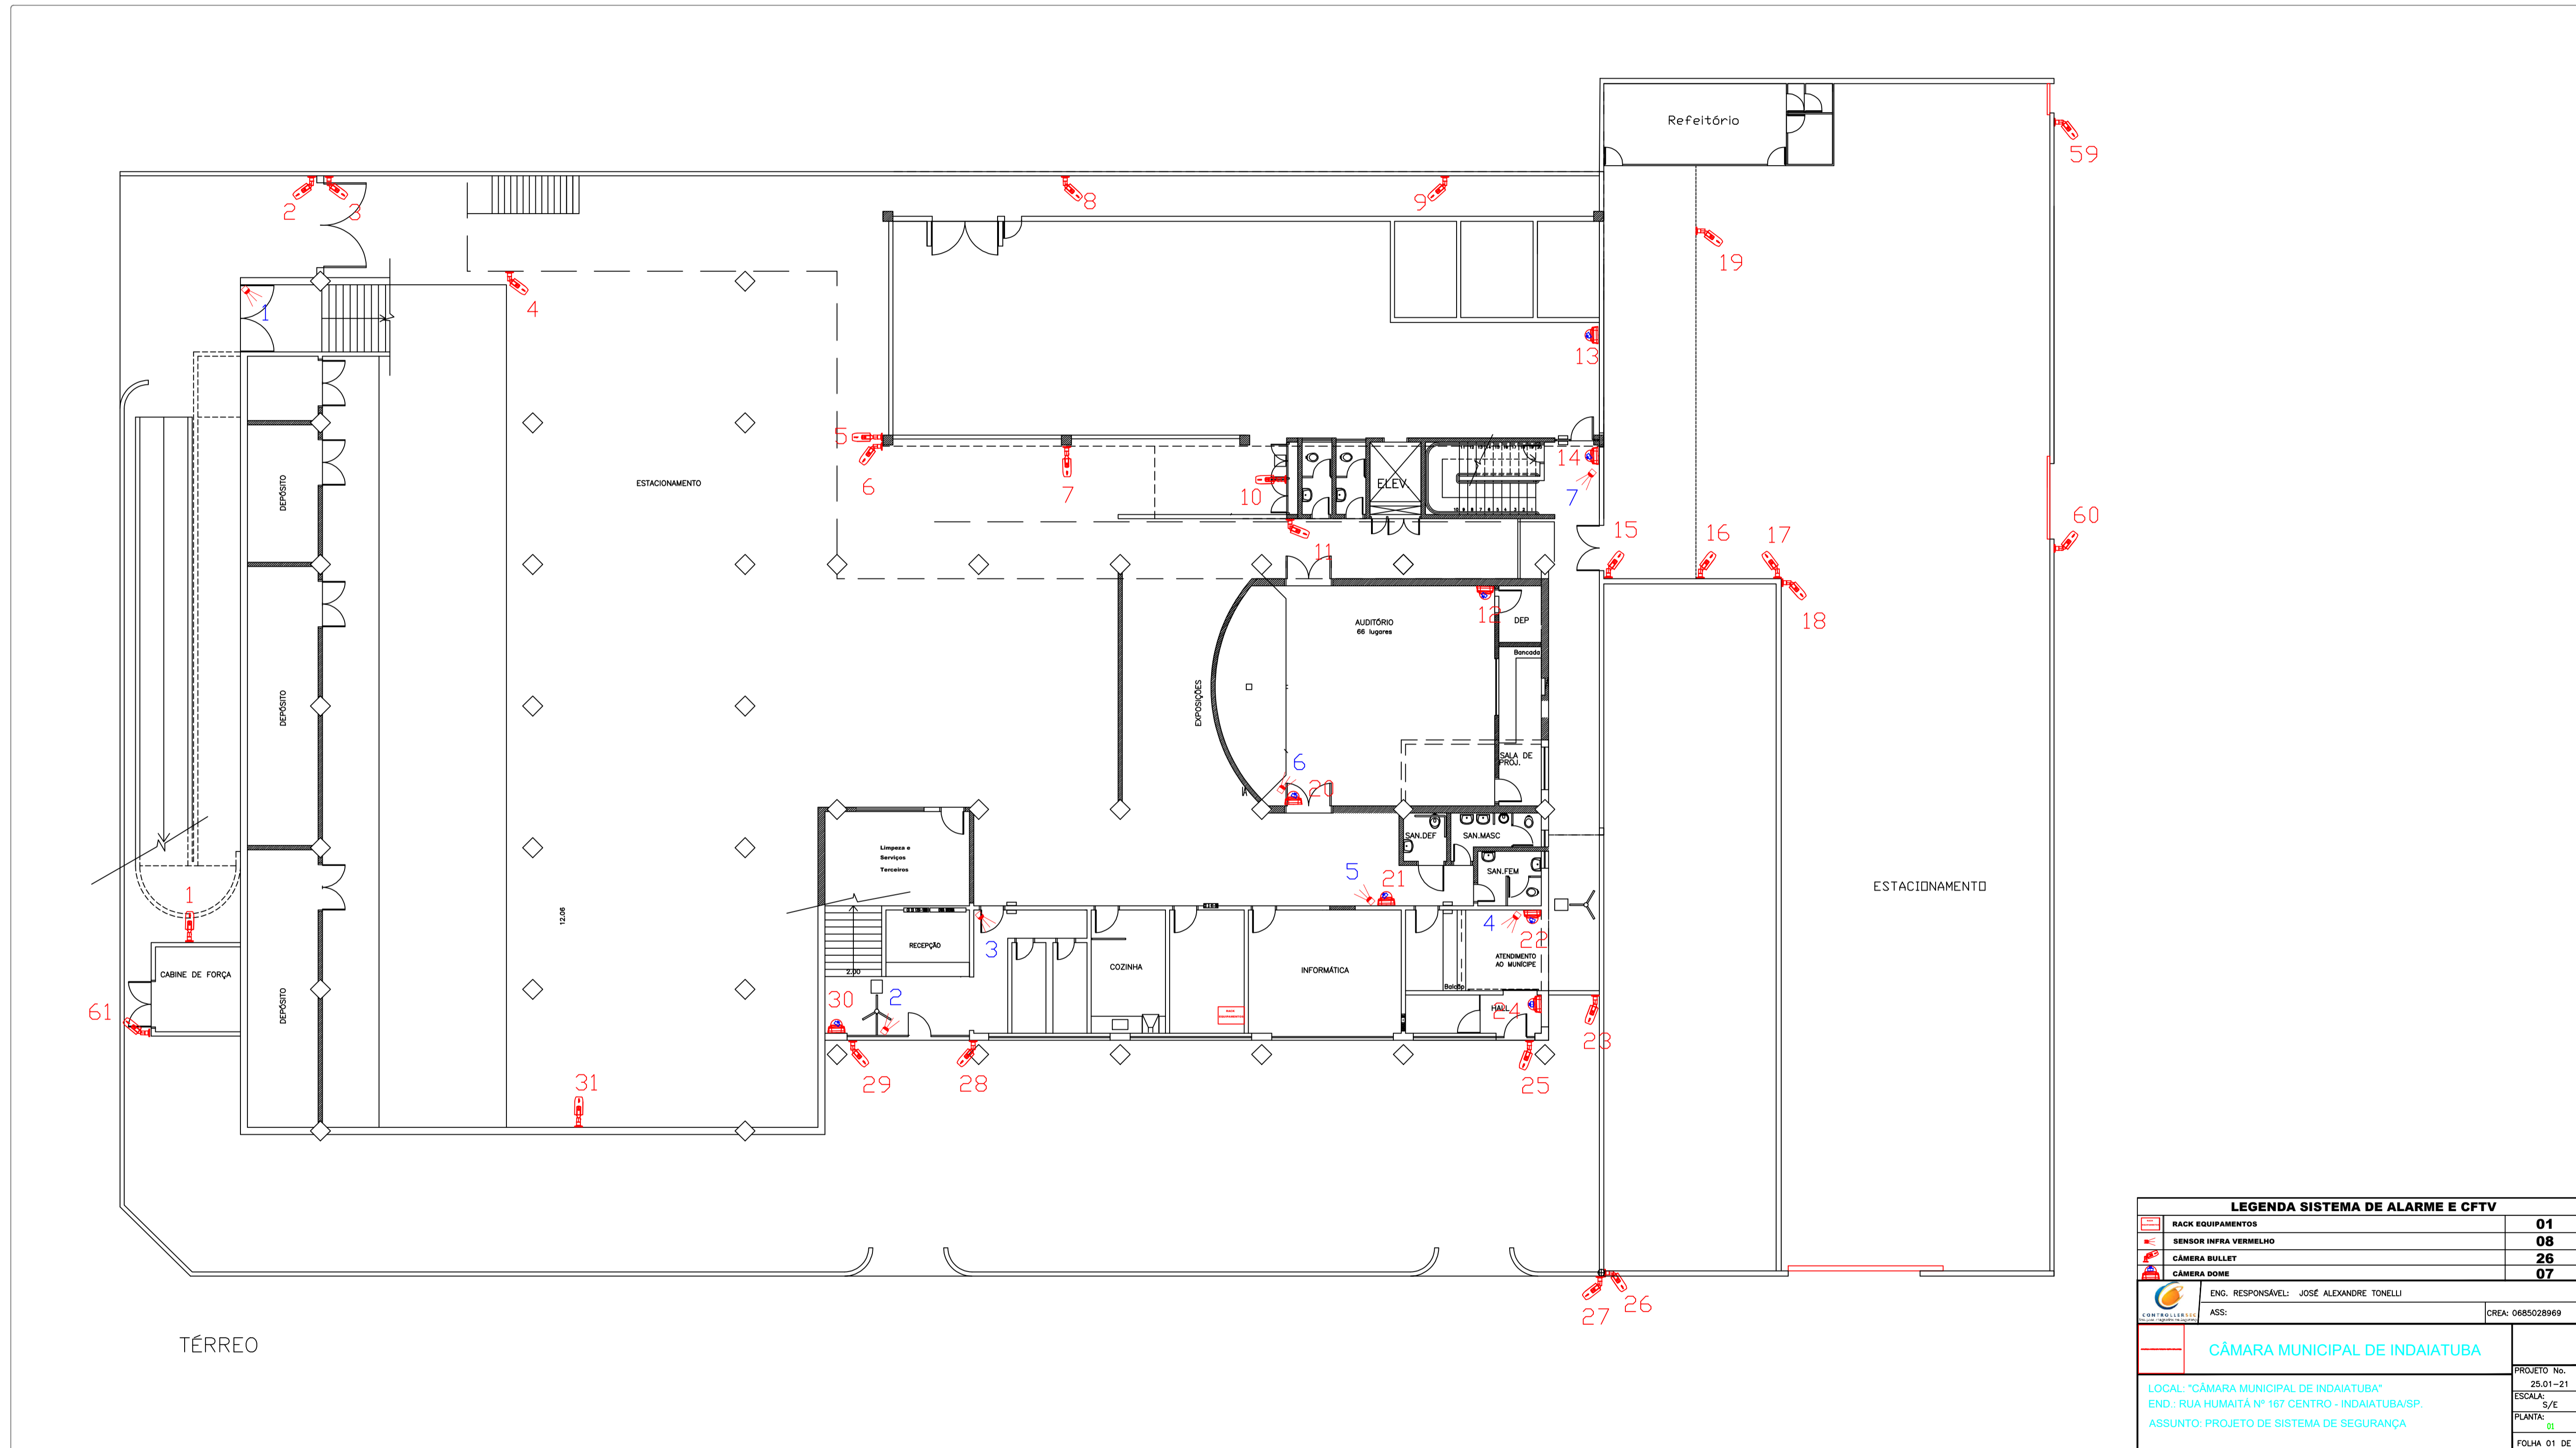 Refeitório
59
2
3
8
9
19
4
1
13
5
6
7
10
ELEV.
14
7
15
16
17
60
11
18
ESTACIONAMENTO
DEPÓSITO
DEPÓSITO
DEPÓSITO
AUDITÓRIO
66 lugares
12
DEP
Bancada
EXPOSIÇÕES
SALA DE
PROJ.
6
20
SAN.DEF
SAN.MASC
SAN.FEM
5
21
Limpeza e
Serviços
Terceiros
12.06
RECEPÇÃO
2.00
3
COZINHA
INFORMÁTICA
4
22
ATENDIMENTO
AO MUNÍCIPE
Balcão
HALL
24
23
25
ESTACIONAMENTO
1
CABINE DE FORÇA
61
30
2
29
28
31
RACK
EQUIPAMENTOS
27
26
TÉRREO
LEGENDA SISTEMA DE ALARME E CFTV
RACK EQUIPAMENTOS 01
SENSOR INFRA VERMELHO 08
CÂMERA BULLET 26
CÂMERA DOME 07
CONTROLLERSSC
ENG. RESPONSÁVEL: JOSÉ ALEXANDRE TONELLI
ASS:
CREA: 0685028969
CÂMARA MUNICIPAL DE INDAIATUBA
PROJETO No.
25.01-21
ESCALA:
S/E
PLANTA:
01
FOLHA 01 DE
LOCAL: "CÂMARA MUNICIPAL DE INDAIATUBA"
END.: RUA HUMAITÁ Nº 167 CENTRO - INDAIATUBA/SP.
ASSUNTO: PROJETO DE SISTEMA DE SEGURANÇA